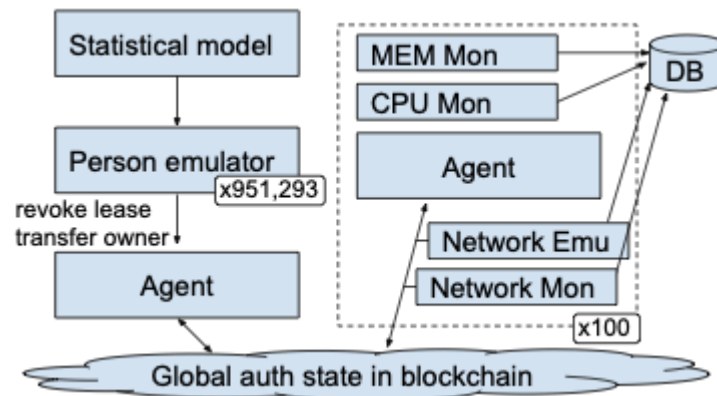 Statistical model
Person emulator
x951,293
revoke lease
transfer owner
Agent
MEM Mon
CPU Mon
Agent
Network Emu
Network Mon
x100
DB
Global auth state in blockchain